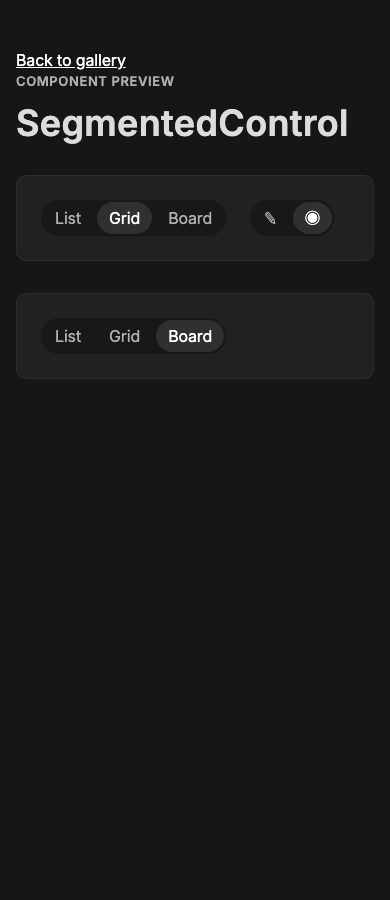 Back to gallery
COMPONENT PREVIEW
SegmentedControl
List Grid Board ✎ ◉
List Grid Board